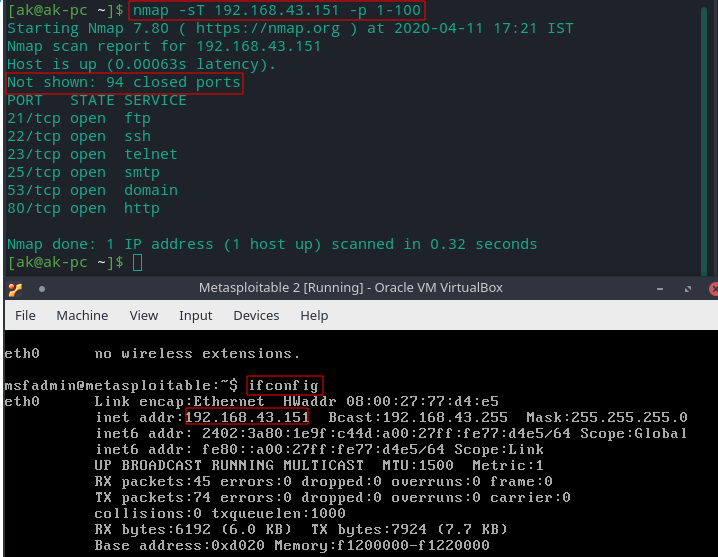 [ak@ak-pc ~]$ nmap -sT 192.168.43.151 -p 1-100
Starting Nmap 7.80 ( https://nmap.org ) at 2020-04-11 17:21 IST
Nmap scan report for 192.168.43.151
Host is up (0.00063s latency).
Not shown: 94 closed ports
PORT   STATE SERVICE
21/tcp open  ftp
22/tcp open  ssh
23/tcp open  telnet
25/tcp open  smtp
53/tcp open  domain
80/tcp open  http
Nmap done: 1 IP address (1 host up) scanned in 0.32 seconds
[ak@ak-pc ~]$
Metasploitable 2 [Running] - Oracle VM VirtualBox
File Machine View Input Devices Help
eth0      no wireless extensions.
msfadmin@metasploitable:~$ ifconfig
eth0      Link encap:Ethernet  HWaddr 08:00:27:77:d4:e5
          inet addr:192.168.43.151  Bcast:192.168.43.255  Mask:255.255.255.0
          inet6 addr: 2402:3a80:1e9f:c44d:a00:27ff:fe77:d4e5/64 Scope:Global
          inet6 addr: fe80::a00:27ff:fe77:d4e5/64 Scope:Link
          UP BROADCAST RUNNING MULTICAST  MTU:1500  Metric:1
          RX packets:45 errors:0 dropped:0 overruns:0 frame:0
          TX packets:74 errors:0 dropped:0 overruns:0 carrier:0
          collisions:0 txqueuelen:1000
          RX bytes:6192 (6.0 KB)  TX bytes:7924 (7.7 KB)
          Base address:0xd020 Memory:f1200000-f1220000